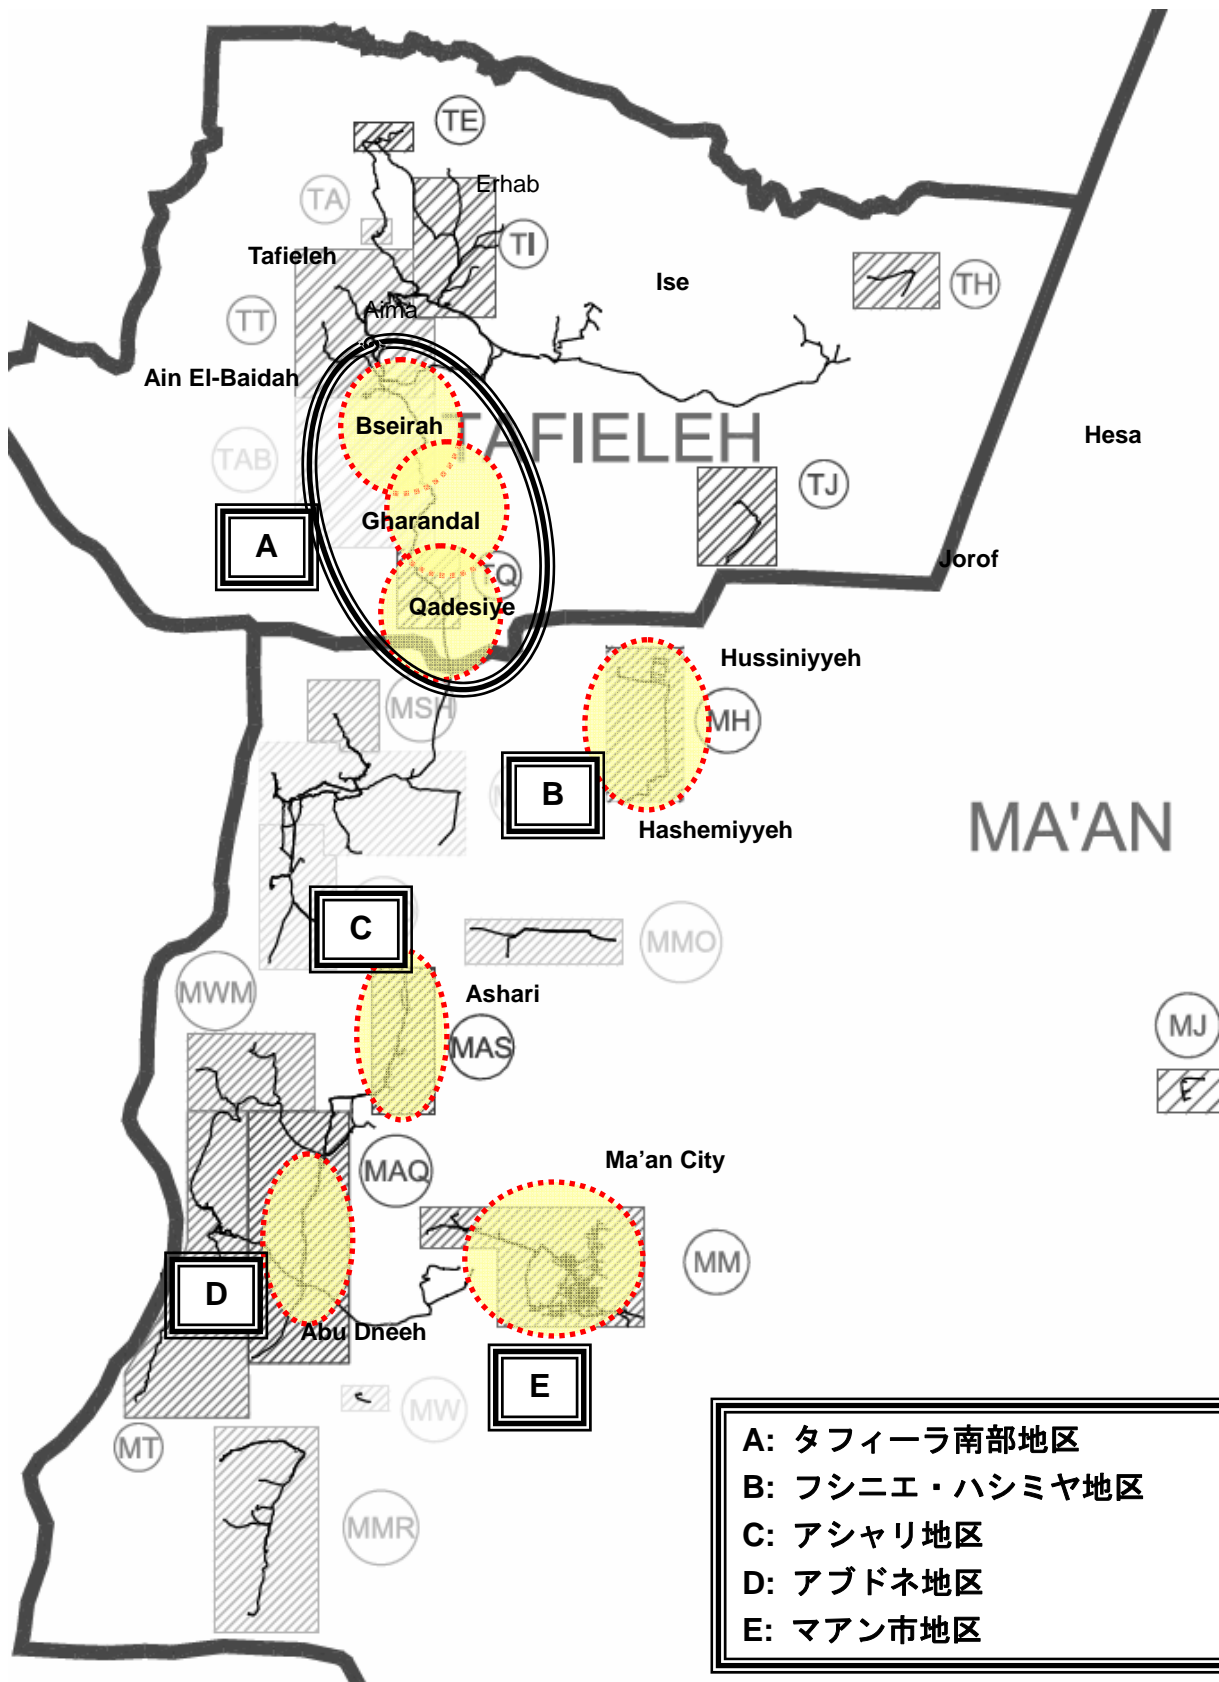 TE
Erhab
TA
TI
Tafieleh
Ise
TH
Aima
TT
Ain El-Baidah
Bseirah
TAFIELEH
Hesa
TAB
TJ
Gharandal
A
Jorof
Qadesiye
Hussiniyyeh
MSH
MH
B
MA'AN
Hashemiyyeh
C
MMO
MWM
Ashari
MJ
MAS
Ma'an City
MAQ
MM
D
Abu Dneeh
E
MW
MT
MMR
A: タフィーラ南部地区
B: フシニエ・ハシミヤ地区
C: アシャリ地区
D: アブドネ地区
E: マアン市地区